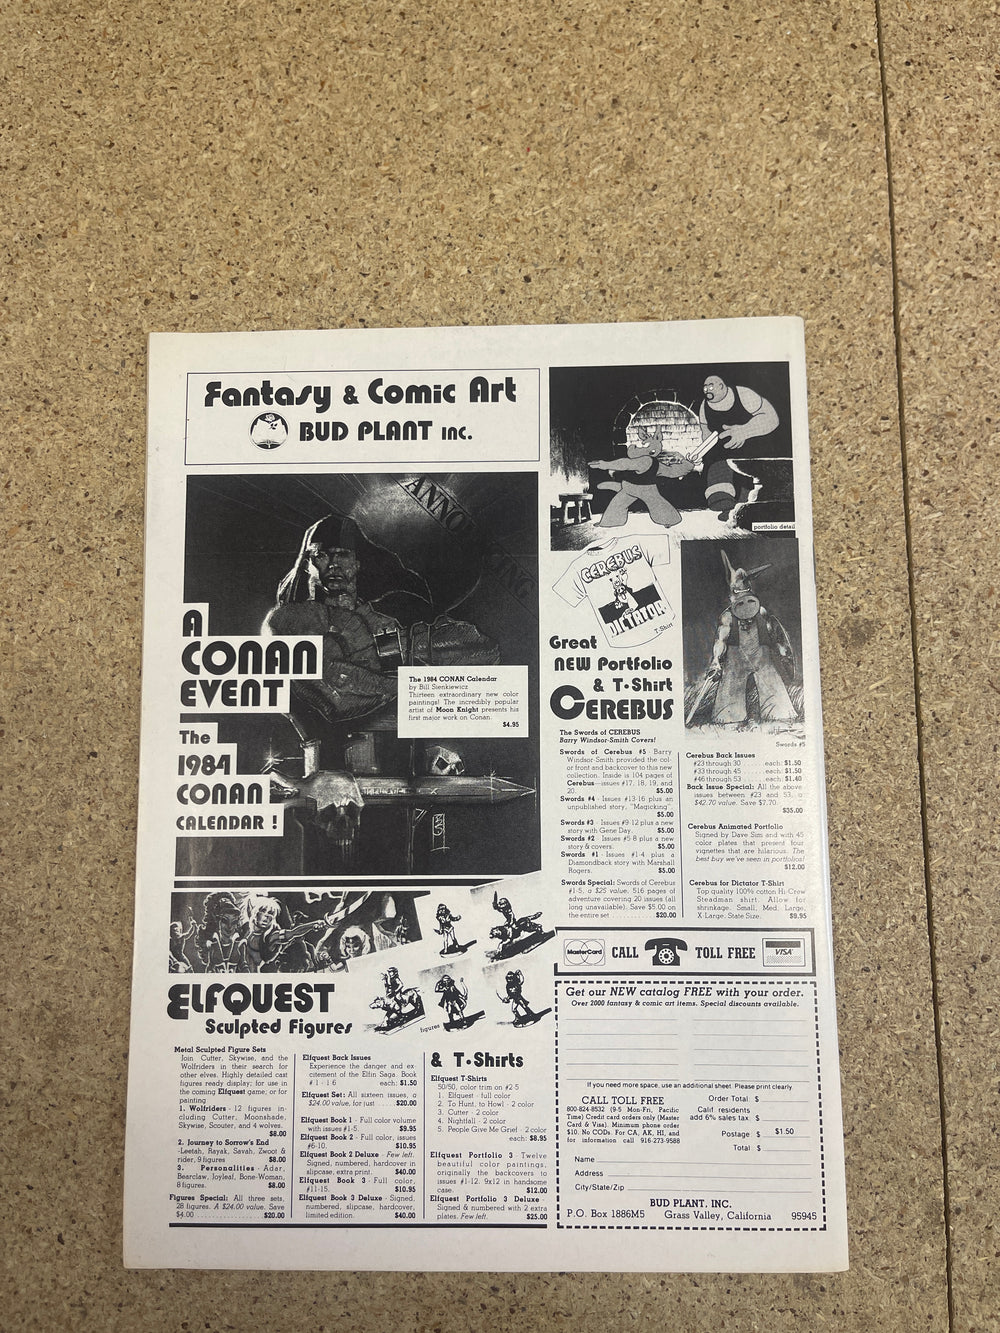 Fantasy & Comic Art
BUD PLANT INC.
ANNO
CING
A
CONAN
EVENT
The
1984
CONAN
CALENDAR !
The 1984 CONAN Calendar
by Bill Sienkiewicz
Thirteen extraordinary new color
paintings! The incredibly popular
artist of Moon Knight presents his
first major work on Conan.
$4.95
portfolio detail
CEREBUS
DICTATOR
T-Shirt
Great
NEW Portfolio
& T·Shirt
CEREBUS
Swords #5
The Swords of CEREBUS
Barry Windsor-Smith Covers!
Swords of Cerebus #5 · Barry
Windsor-Smith provided the col-
or front and backcover to this new
collection. Inside is 104 pages of
Cerebus—issues #17, 18, 19, and
20. $5.00
Swords #4 · Issues #13-16 plus an
unpublished story, "Magicking".
$5.00
Swords #3 · Issues #9-12 plus a new
story with Gene Day. $5.00
Swords #2 · Issues #5-8 plus a new
story & covers. $5.00
Swords #1 · Issues #1-4 plus a
Diamondback story with Marshall
Rogers. $5.00
Swords Special: Swords of Cerebus
#1-5, a $25 value. 516 pages of
adventure covering 20 issues (all
long unavailable). Save $5.00 on
the entire set $20.00
Cerebus Back Issues
#23 through 30 . . . . each: $1.50
#33 through 45 . . . . each: $1.50
#46 through 53 . . . . each: $1.40
Back Issue Special: All the above
issues between #23 and 53, a
$42.70 value. Save $7.70.
$35.00
Cerebus Animated Portfolio
Signed by Dave Sim and with 45
color plates that present four
vignettes that are hilarious. The
best buy we've seen in portfolios!
$12.00
Cerebus for Dictator T-Shirt
Top quality 100% cotton Hi-Crew
Steadman shirt. Allow for
shrinkage. Small, Med. Large,
X-Large. State Size. $9.95
MasterCard CALL TOLL FREE VISA
ELFQUEST
Sculpted Figures
figures
Metal Sculpted Figure Sets
Join Cutter, Skywise, and the
Wolfriders in their search for
other elves. Highly detailed cast
figures ready display; for use in
the coming Elfquest game; or for
painting
1. Wolfriders · 12 figures in-
cluding Cutter, Moonshade,
Skywise, Scouter, and 4 wolves.
$8.00
2. Journey to Sorrow's End
·Leetah, Rayak, Savah, Zwoot &
rider, 9 figures $8.00
3. Personalities · Adar,
Bearclaw, Joyleaf, Bone-Woman,
8 figures. $8.00
Figures Special: All three sets,
28 figures. A $24.00 value. Save
$4.00 . . . . . . . . . . . . $20.00
Elfquest Back Issues
Experience the danger and ex-
citement of the Elfin Saga. Book
#1-16 each: $1.50
Elfquest Set: All sixteen issues, a
$24.00 value, for just . . . . $20.00
Elfquest Book 1 · Full color volume
with issues #1-5. $9.95
Elfquest Book 2 · Full color, issues
#6-10. $10.95
Elfquest Book 2 Deluxe · Few left.
Signed, numbered, hardcover in
slipcase, extra print. $40.00
Elfquest Book 3 · Full color,
#11-15. $10.95
Elfquest Book 3 Deluxe · Signed,
numbered, slipcase, hardcover,
limited edition. $40.00
& T·Shirts
Elfquest T-Shirts
50/50, color trim on #2-5
1. Elfquest · full color
2. To Hunt, to Howl · 2 color
3. Cutter · 2 color
4. Nightfall · 2 color
5. People Give Me Grief · 2 color
each: $8.95
Elfquest Portfolio 3 · Twelve
beautiful color paintings,
originally the backcovers to
issues #1-12. 9x12 in handsome
case. $12.00
Elfquest Portfolio 3 Deluxe ·
Signed & numbered with 2 extra
plates. Few left. $25.00
Get our NEW catalog FREE with your order.
Over 2000 fantasy & comic art items. Special discounts available.
If you need more space, use an additional sheet. Please print clearly.
CALL TOLL FREE
800-824-8532 (9-5 Mon-Fri, Pacific
Time) Credit card orders only (Master
Card & Visa). Minimum phone order
$10. No CODs. For CA, AK, HI, and
for information call 916-273-9588
Order Total $
Calif. residents
add 6% sales tax $
Postage $ $1.50
Total $
Name
Address
City/State/Zip
BUD PLANT, INC.
P.O. Box 1886M5 Grass Valley, California 95945